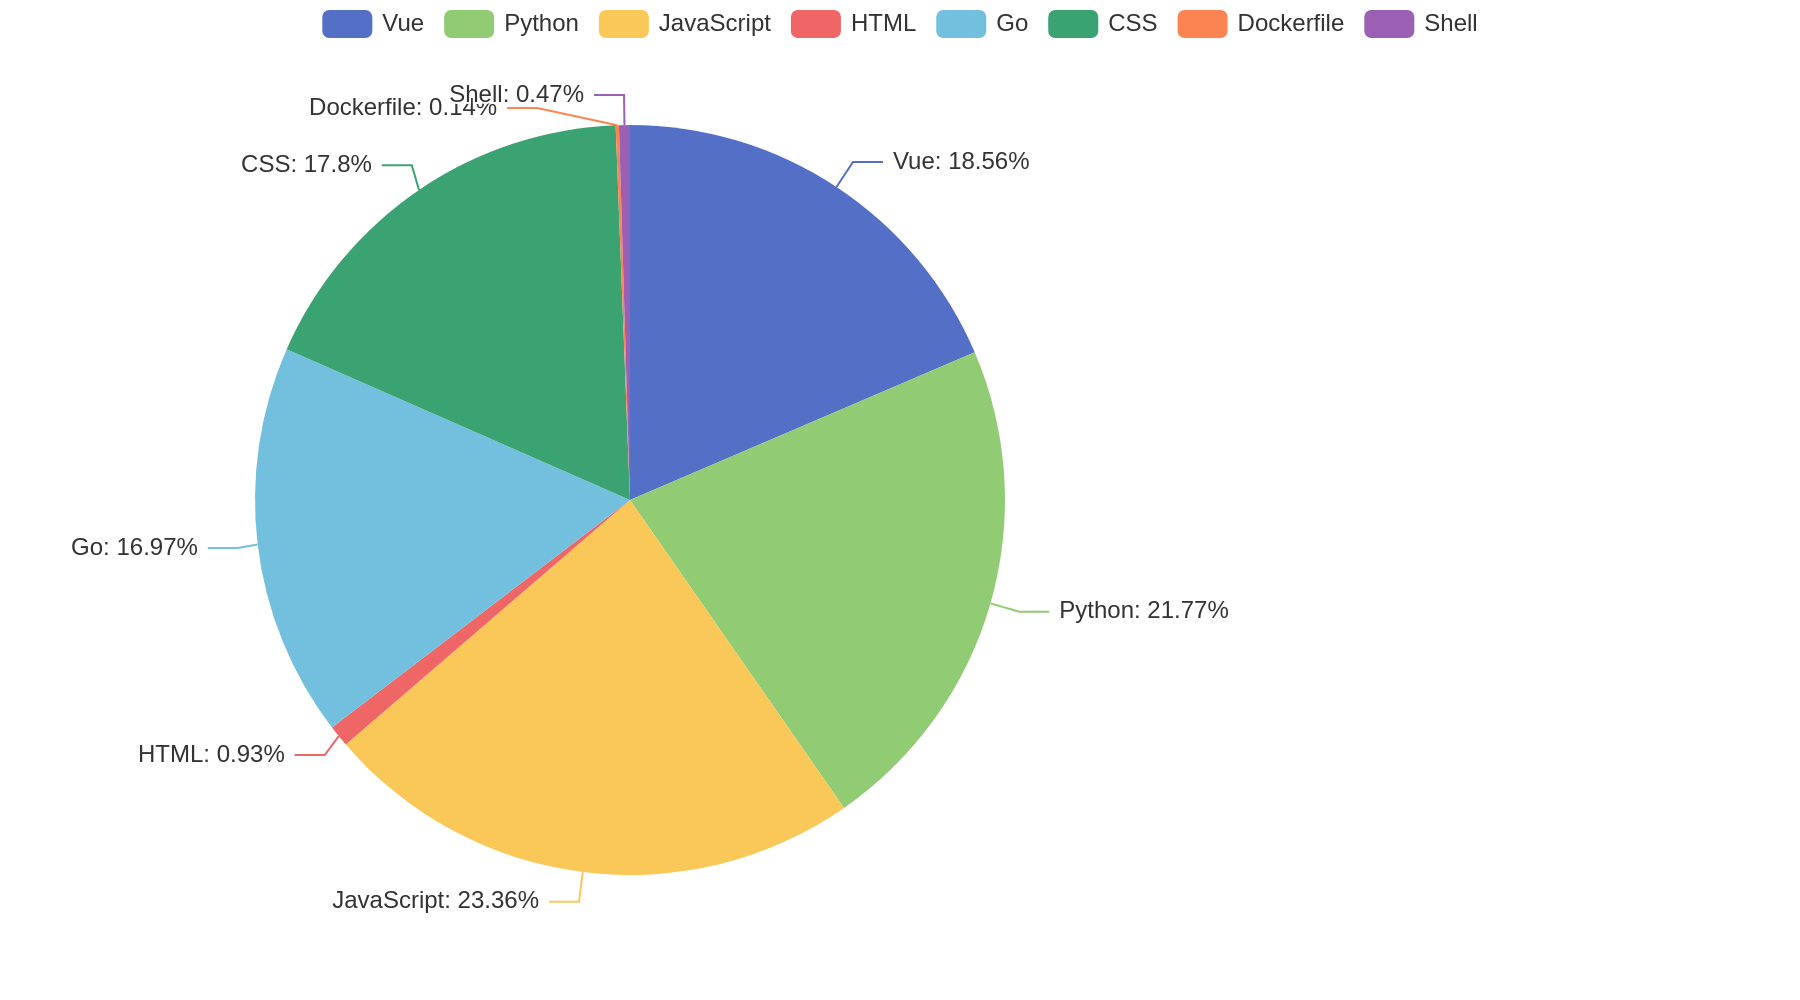 Vue Python JavaScript HTML Go CSS Dockerfile Shell
Shell: 0.47%
Dockerfile: 0.14%
CSS: 17.8%
Vue: 18.56%
Go: 16.97%
Python: 21.77%
HTML: 0.93%
JavaScript: 23.36%